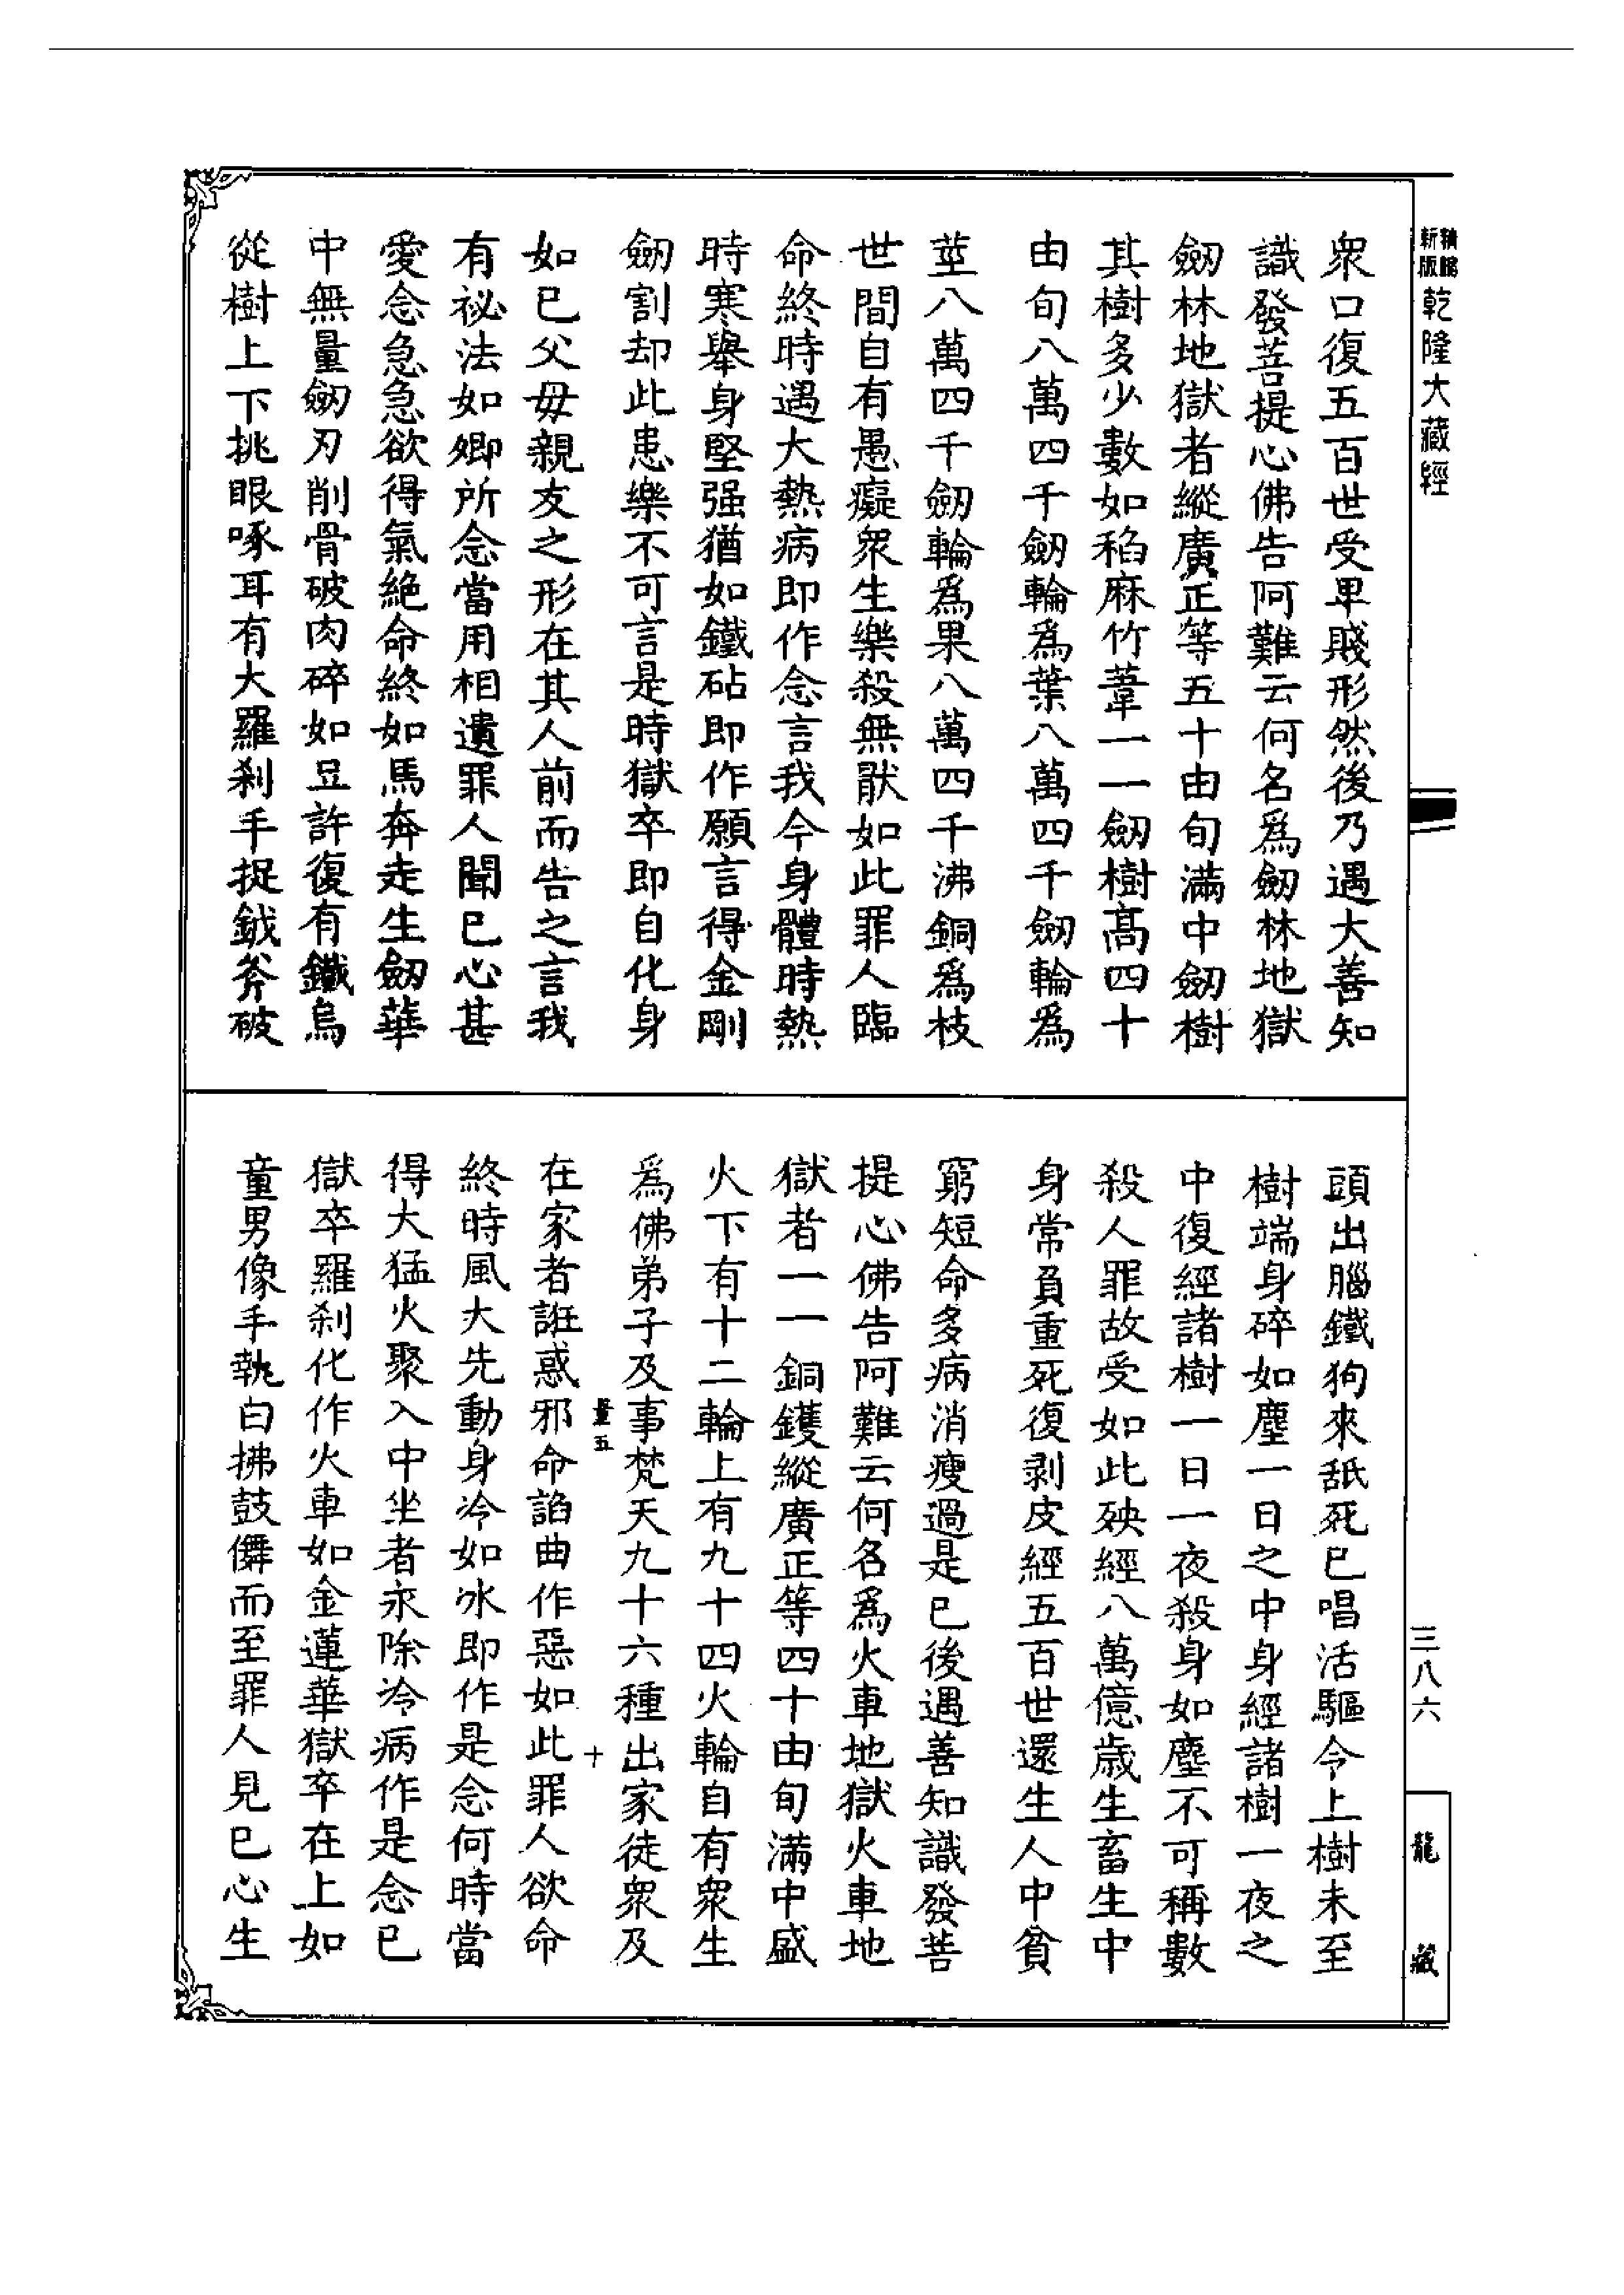 新版
精縮
乾隆大藏經
衆口復五百世受卑賤形然後乃遇大善知
識發菩提心佛告阿難云何名爲劒林地獄
劒林地獄者縱廣正等五十由旬滿中劒樹
其樹多少數如稻麻竹葦一一劒樹高四十
由旬八萬四千劒輪爲葉八萬四千劒輪爲
莖八萬四千劒輪爲果八萬四千沸銅爲枝
世間自有愚癡衆生樂殺無猒如此罪人臨
命終時遇大熱病即作念言我今身體時熱
時寒舉身堅强猶如鐵砧即作願言得金剛
劒割却此患樂不可言是時獄卒即自化身
如已父毋親友之形在其人前而告之言我
有祕法如卿所念當用相遺罪人聞已心甚
愛念急急欲得氣絶命終如馬奔走生劒華
中無量劒刃削骨破肉碎如豆許復有鐵烏
從樹上下挑眼啄耳有大羅刹手捉鉞斧破
頭出腦鐵狗來舐死已唱活驅令上樹未至
樹端身碎如塵一日之中身經諸樹一夜之
中復經諸樹一日一夜殺身如塵不可稱數
殺人罪故受如此殃經八萬億歲生畜生中
身常負重死復剥皮經五百世還生人中貧
窮短命多病消瘦過是已後遇善知識發菩
提心佛告阿難云何名爲火車地獄火車地
獄者一一銅鑊縱廣正等四十由旬滿中盛
火下有十二輪上有九十四火輪自有衆生
爲佛弟子及事梵天九十六種出家徒衆及
量五
十
在家者誑惑邪命諂曲作惡如此罪人欲命
終時風大先動身冷如冰即作是念何時當
得大猛火聚入中坐者永除冷病作是念已
獄卒羅刹化作火車如金蓮華獄卒在上如
童男像手執白拂鼓儛而至罪人見已心生
三八六
龍藏